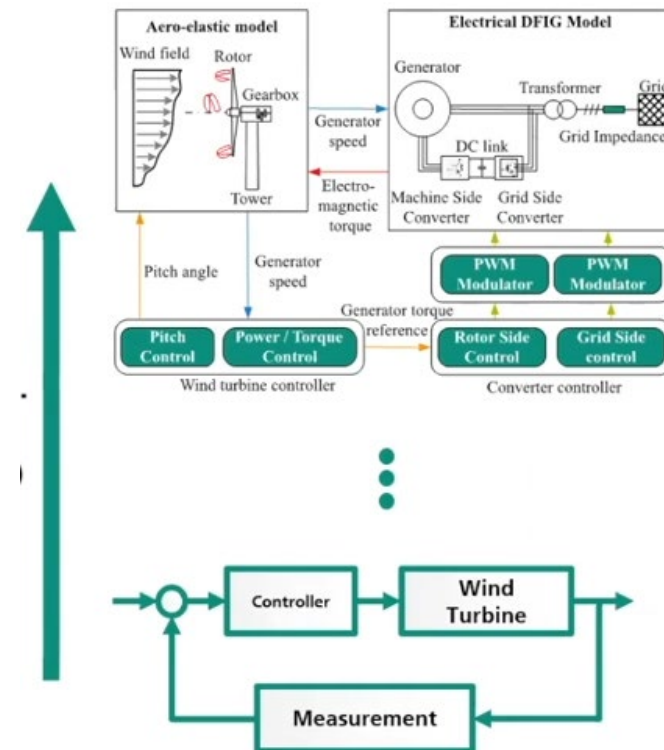 Aero-elastic model
Wind field
Rotor
Gearbox
Tower
Generator
speed
Electro-
magnetic
torque
Electrical DFIG Model
Generator
Transformer
Grid
Grid Impedance
DC link
Machine Side
Converter
Grid Side
Converter
Pitch angle
Generator
speed
PWM
Modulator
PWM
Modulator
Generator torque
reference
Pitch
Control
Power / Torque
Control
Wind turbine controller
Rotor Side
Control
Grid Side
control
Converter controller
Controller
Wind
Turbine
Measurement